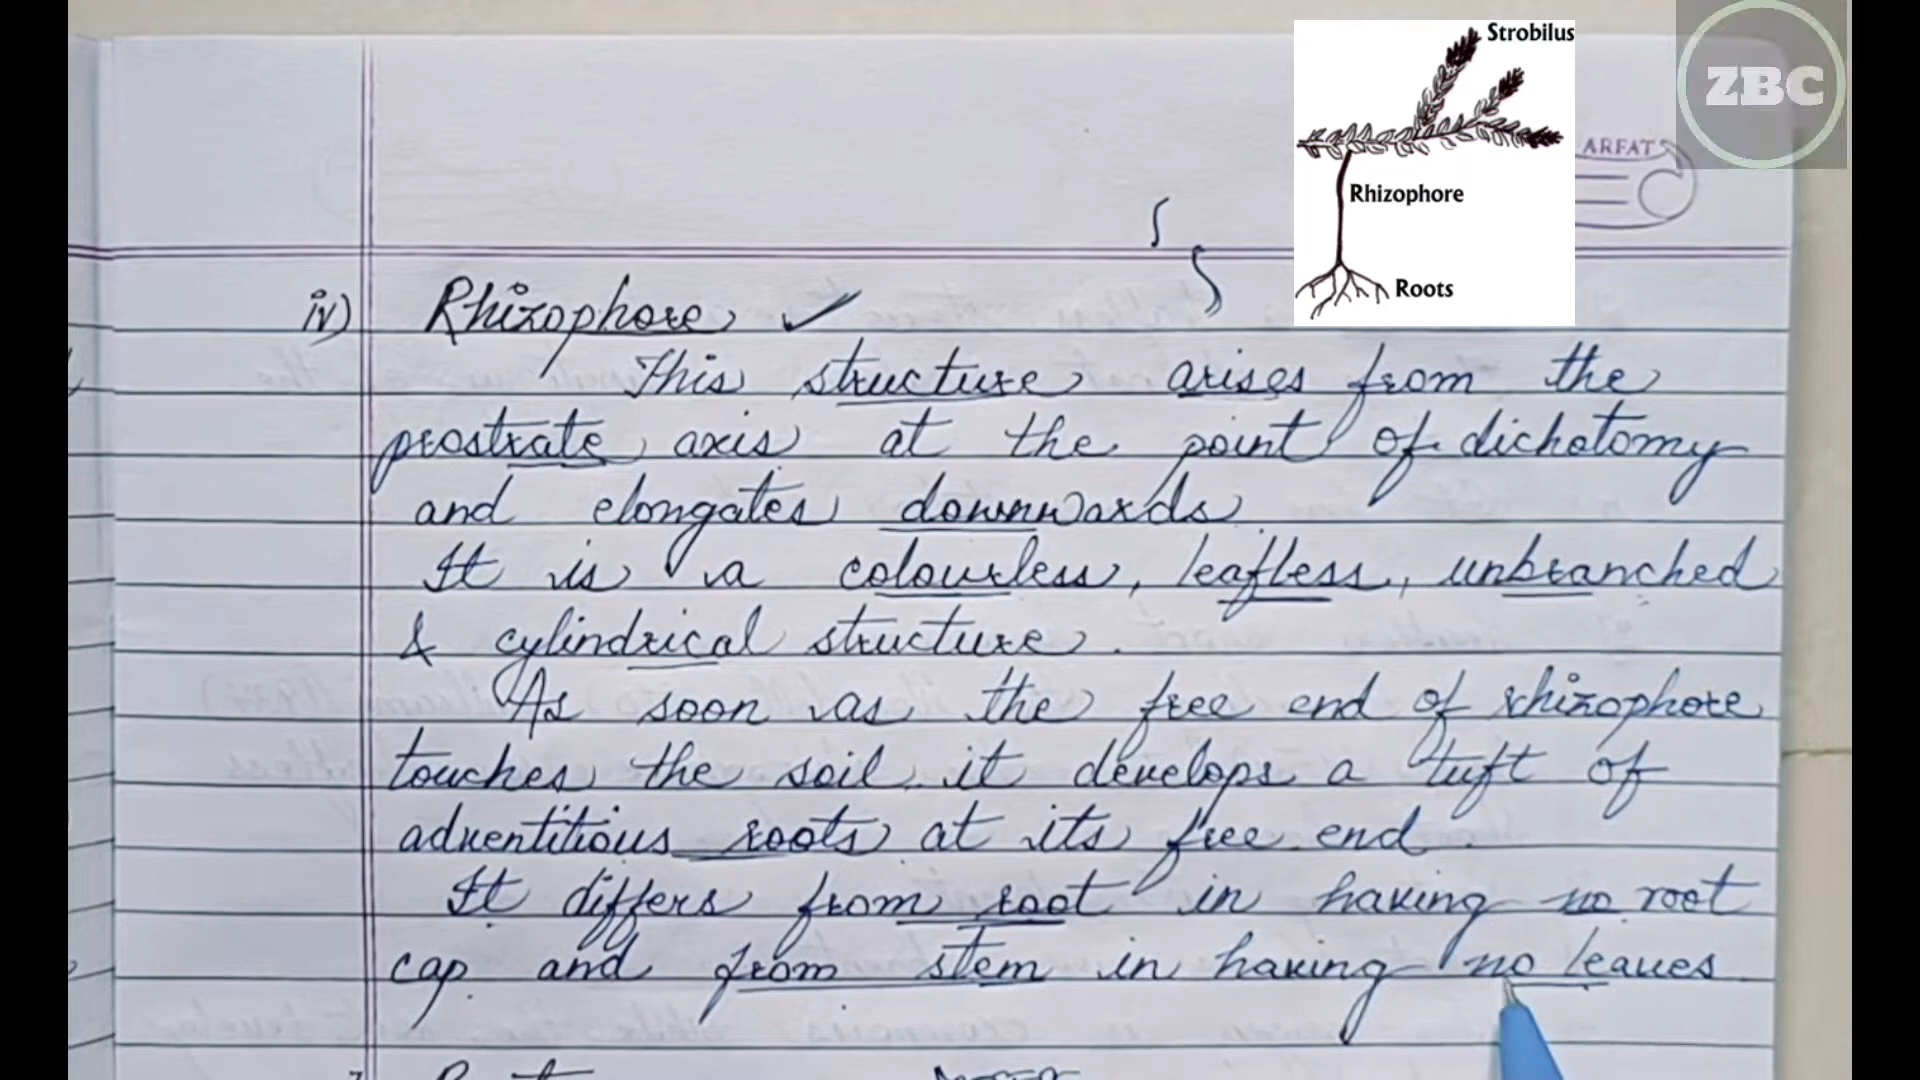 Strobilus
ZBC
ARFAT
Rhizophore
Roots
iv) Rhizophore ✓
This structure arises from the
prostrate axis at the point of dichotomy
and elongates downwards
It is a colourless, leafless, unbranched
& cylindrical structure.
As soon as the free end of rhizophore
touches the soil, it develops a tuft of
adventitious roots at its free end.
It differs from root in having no root
cap and from stem in having no leaves.